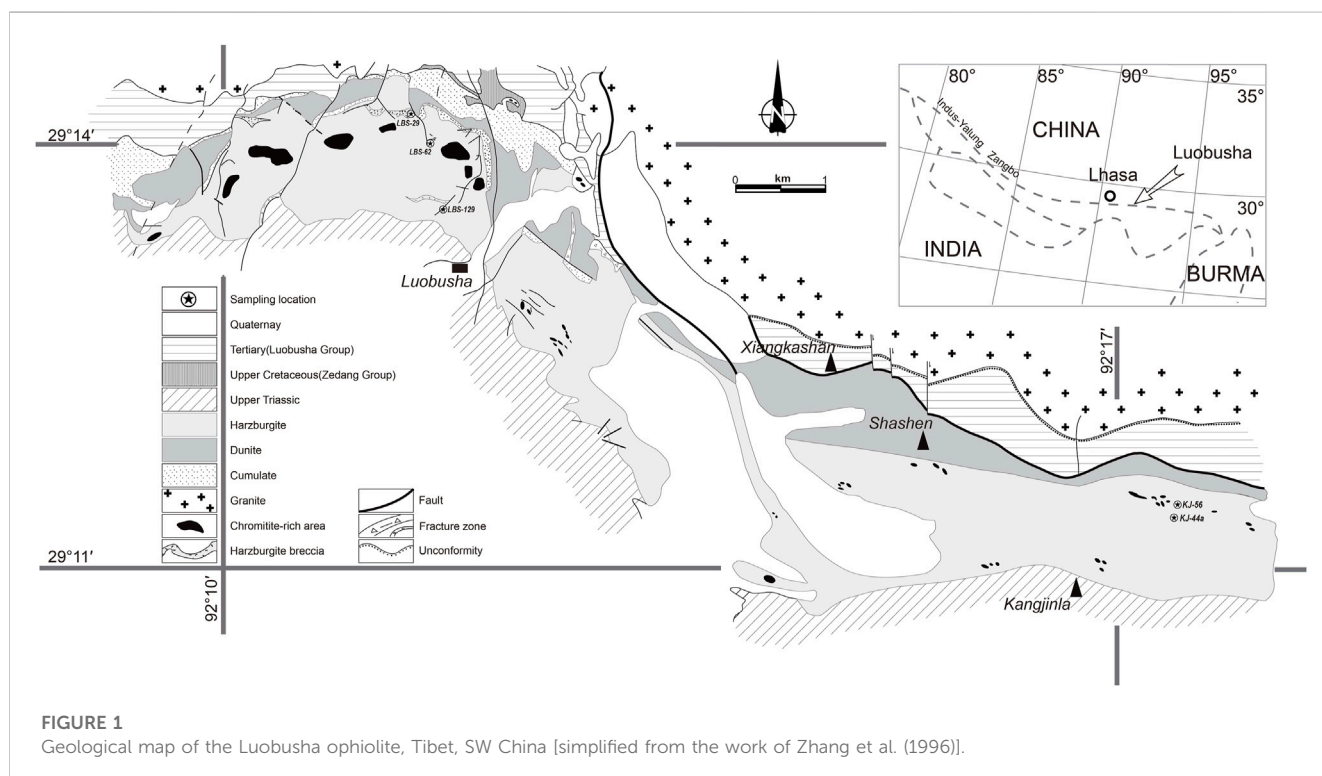 80°
85°
90°
95°
35°
30°
Indus-Yalung Zangbo
CHINA
Luobusha
Lhasa
INDIA
BURMA
29°14′
LBS-29
LBS-62
LBS-129
0 km 1
Luobusha
Xiangkashan
92°17′
Shashen
KJ-56
KJ-44a
Kangjinla
Sampling location
Quaternay
Tertiary(Luobusha Group)
Upper Cretaceous(Zedang Group)
Upper Triassic
Harzburgite
Dunite
Cumulate
Granite
Chromitite-rich area
Harzburgite breccia
Fault
Fracture zone
Unconformity
29°11′
92°10′
FIGURE 1
Geological map of the Luobusha ophiolite, Tibet, SW China [simplified from the work of Zhang et al. (1996)].